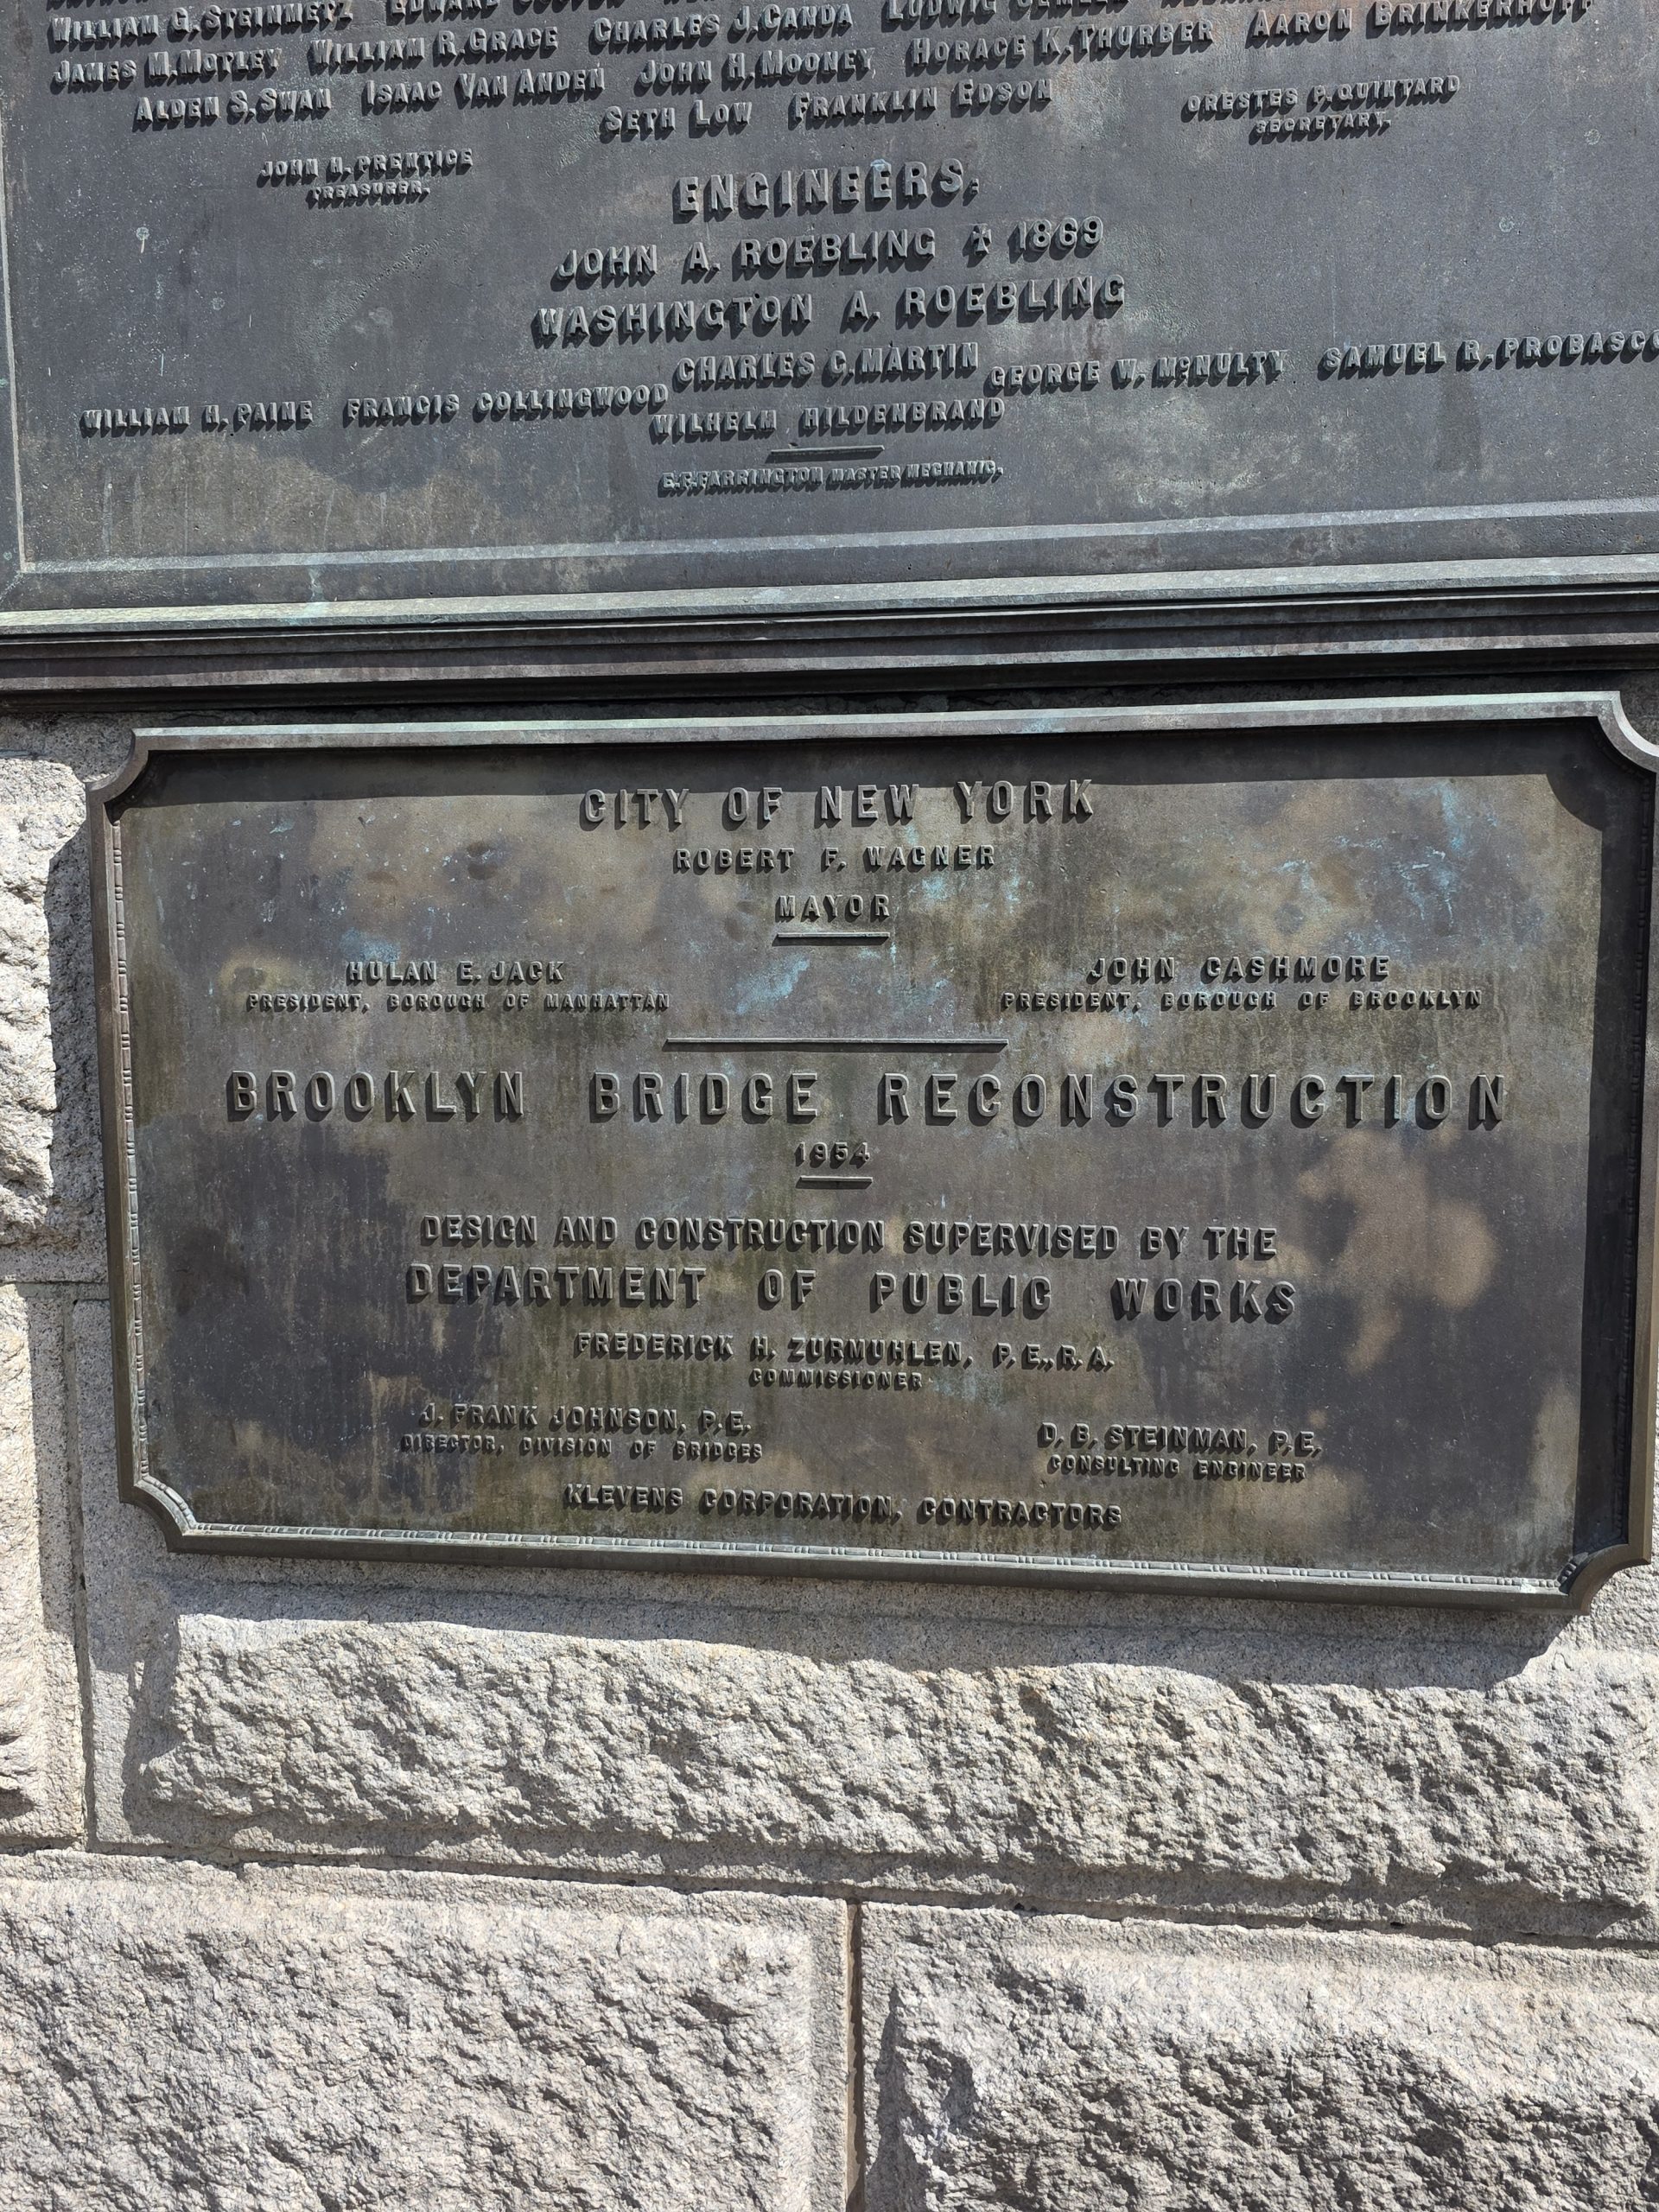 WILLIAM G. STEINMETZ EDWARD COOPER
JAMES M. MOTLEY WILLIAM R. GRACE CHARLES J. CANDA LUDWIG SEMLER AARON BRINKERHOFF
ALDEN S. SWAN ISAAC VAN ANDEN JOHN H. MOONEY HORACE K. THURBER
SETH LOW FRANKLIN EDSON
ORESTES P. QUINTARD
SECRETARY.
JOHN H. PRENTICE
TREASURER.
ENGINEERS,
JOHN A. ROEBLING ✝ 1869
WASHINGTON A. ROEBLING
CHARLES C. MARTIN
WILLIAM H. PAINE FRANCIS COLLINGWOOD GEORGE W. McNULTY SAMUEL R. PROBASCO
WILHELM HILDENBRAND
E.F. FARRINGTON MASTER MECHANIC.
CITY OF NEW YORK
ROBERT F. WAGNER
MAYOR
HULAN E. JACK JOHN CASHMORE
PRESIDENT, BOROUGH OF MANHATTAN PRESIDENT, BOROUGH OF BROOKLYN
BROOKLYN BRIDGE RECONSTRUCTION
1954
DESIGN AND CONSTRUCTION SUPERVISED BY THE
DEPARTMENT OF PUBLIC WORKS
FREDERICK H. ZURMUHLEN, P.E., R.A.
COMMISSIONER
J. FRANK JOHNSON, P.E. D. B. STEINMAN, P.E.
DIRECTOR, DIVISION OF BRIDGES CONSULTING ENGINEER
KLEVENS CORPORATION, CONTRACTORS